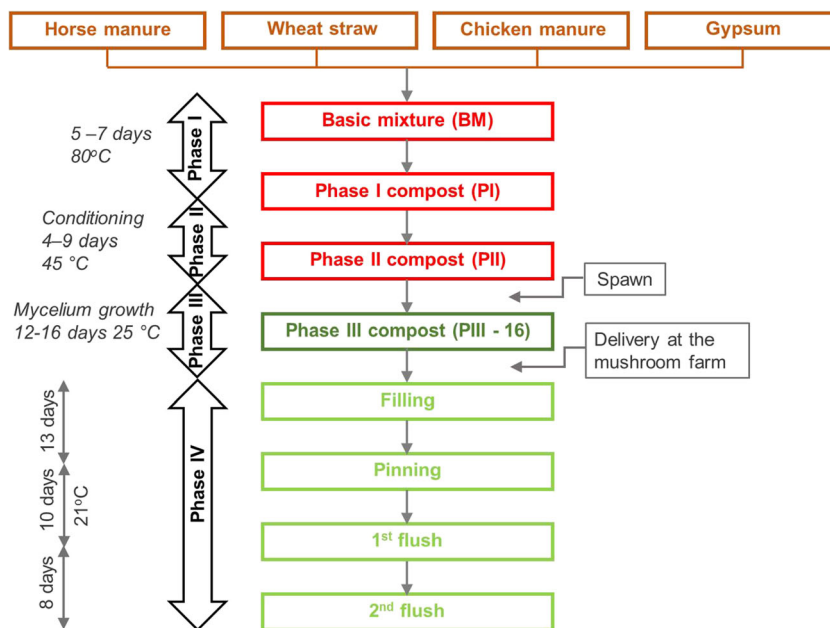 Horse manure
Wheat straw
Chicken manure
Gypsum
5 –7 days
80°C
Phase I
Basic mixture (BM)
Phase I compost (PI)
Conditioning
4–9 days
45 °C
Phase II
Phase II compost (PII)
Spawn
Mycelium growth
12-16 days 25 °C
Phase III
Phase III compost (PIII - 16)
Delivery at the
mushroom farm
13 days
10 days
8 days
21°C
Phase IV
Filling
Pinning
1st flush
2nd flush